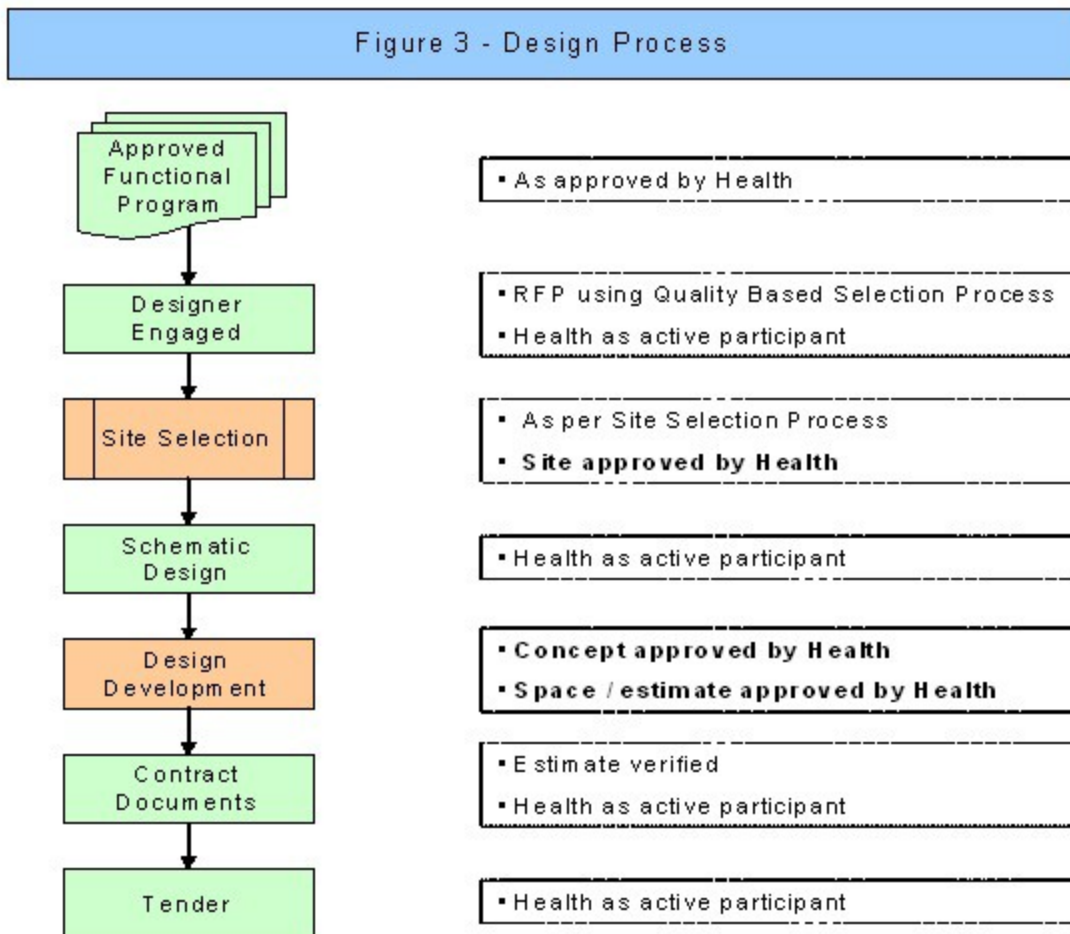 Figure 3 - Design Process
Approved
Functional
Program
▪ As approved by Health
Designer
Engaged
▪ RFP using Quality Based Selection Process
▪ Health as active participant
Site Selection
▪ As per Site Selection Process
▪ Site approved by Health
Schematic
Design
▪ Health as active participant
Design
Development
▪ Concept approved by Health
▪ Space / estimate approved by Health
Contract
Documents
▪ Estimate verified
▪ Health as active participant
Tender
▪ Health as active participant